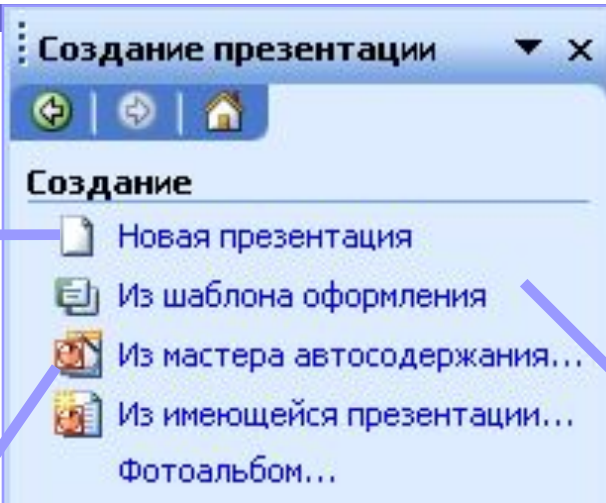 Создание презентации
Создание
Новая презентация
Из шаблона оформления
Из мастера автосодержания...
Из имеющейся презентации...
Фотоальбом...